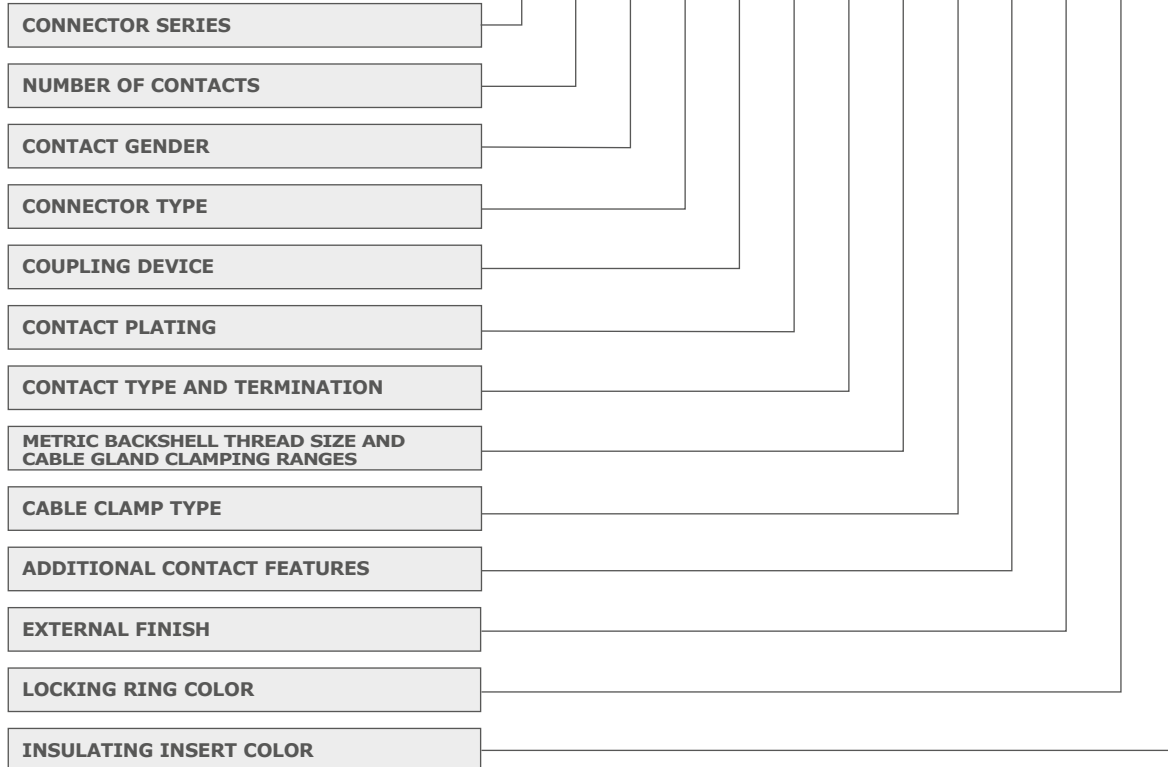 CONNECTOR SERIES
NUMBER OF CONTACTS
CONTACT GENDER
CONNECTOR TYPE
COUPLING DEVICE
CONTACT PLATING
CONTACT TYPE AND TERMINATION
METRIC BACKSHELL THREAD SIZE AND
CABLE GLAND CLAMPING RANGES
CABLE CLAMP TYPE
ADDITIONAL CONTACT FEATURES
EXTERNAL FINISH
LOCKING RING COLOR
INSULATING INSERT COLOR